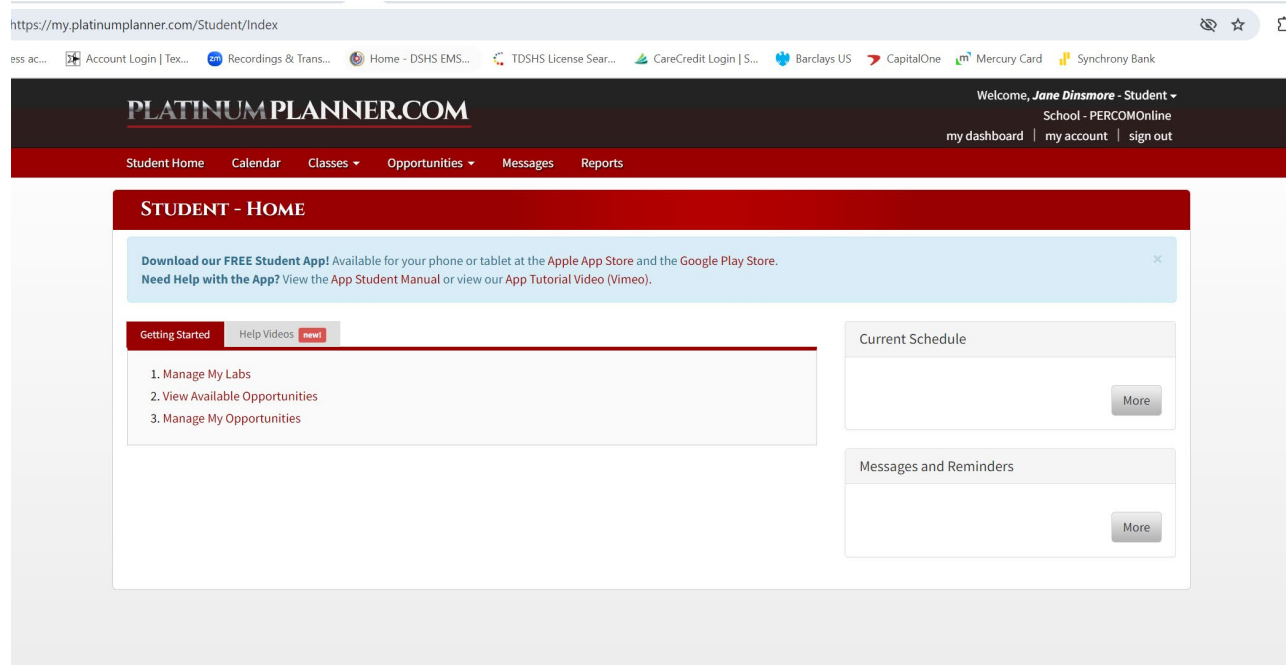 https://my.platinumplanner.com/Student/Index
ess ac... Account Login | Tex... zm Recordings & Trans... Home - DSHS EMS... TDSHS License Sear... CareCredit Login | S... Barclays US CapitalOne m Mercury Card Synchrony Bank
PLATINUMPLANNER.COM
Welcome, Jane Dinsmore - Student
School - PERCOMOnline
my dashboard | my account | sign out
Student Home Calendar Classes Opportunities Messages Reports
STUDENT - HOME
Download our FREE Student App! Available for your phone or tablet at the Apple App Store and the Google Play Store. ×
Need Help with the App? View the App Student Manual or view our App Tutorial Video (Vimeo).
Getting Started Help Videos new!
1. Manage My Labs
2. View Available Opportunities
3. Manage My Opportunities
Current Schedule
More
Messages and Reminders
More